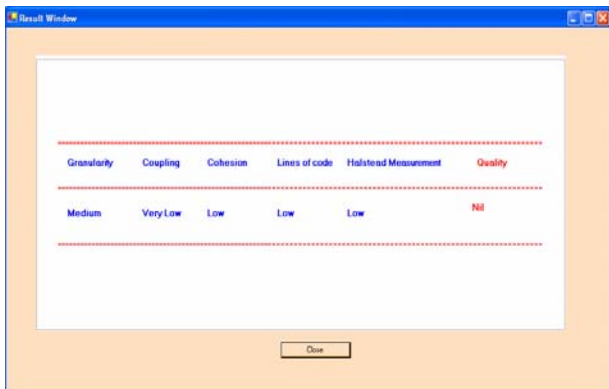 Result Window
Granularity Coupling Cohesion Lines of code Halstead Measurement Quality
Medium Very Low Low Low Low Nil
Close